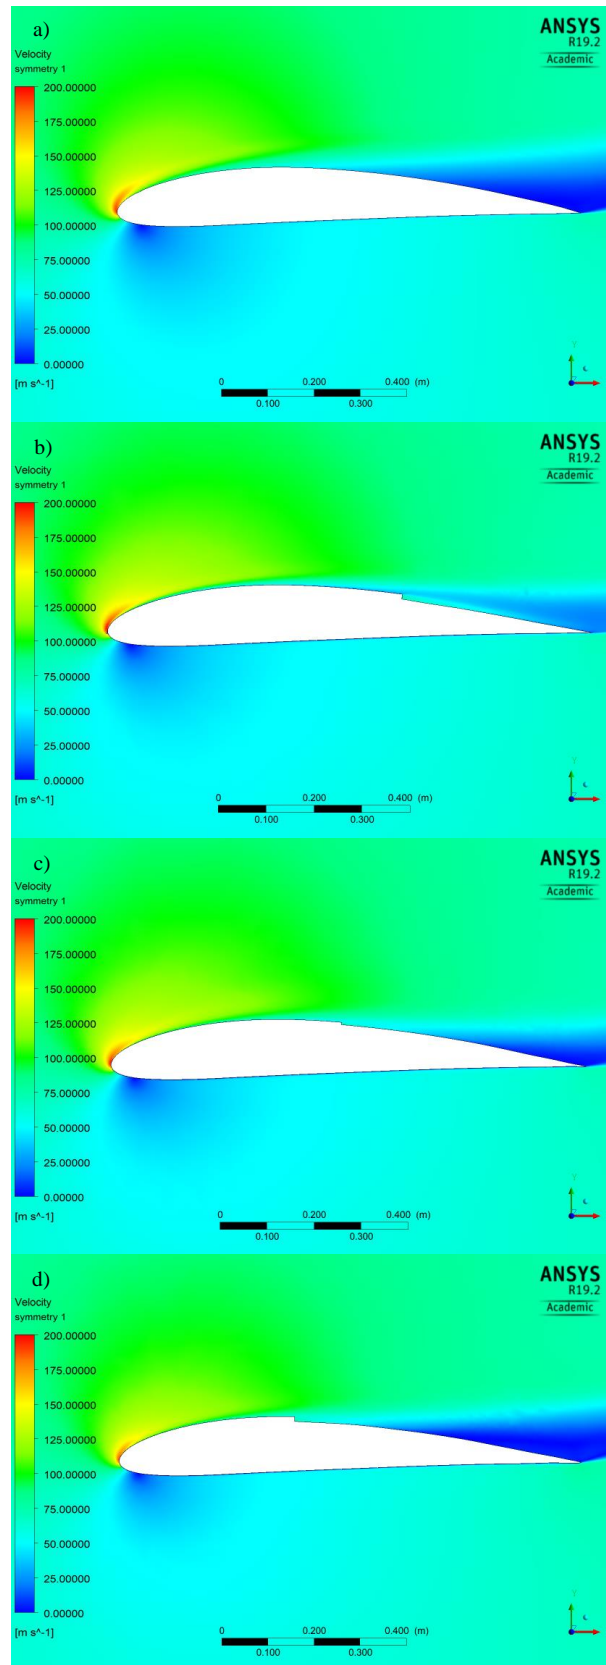 a)
ANSYS
R19.2
Academic
Velocity
symmetry 1
200.00000
175.00000
150.00000
125.00000
100.00000
75.00000
50.00000
25.00000
0.00000
[m s^-1]
0 0.200 0.400 (m)
0.100 0.300
Y
b)
ANSYS
R19.2
Academic
Velocity
symmetry 1
200.00000
175.00000
150.00000
125.00000
100.00000
75.00000
50.00000
25.00000
0.00000
[m s^-1]
0 0.200 0.400 (m)
0.100 0.300
Y
c)
ANSYS
R19.2
Academic
Velocity
symmetry 1
200.00000
175.00000
150.00000
125.00000
100.00000
75.00000
50.00000
25.00000
0.00000
[m s^-1]
0 0.200 0.400 (m)
0.100 0.300
Y
d)
ANSYS
R19.2
Academic
Velocity
symmetry 1
200.00000
175.00000
150.00000
125.00000
100.00000
75.00000
50.00000
25.00000
0.00000
[m s^-1]
0 0.200 0.400 (m)
0.100 0.300
Y